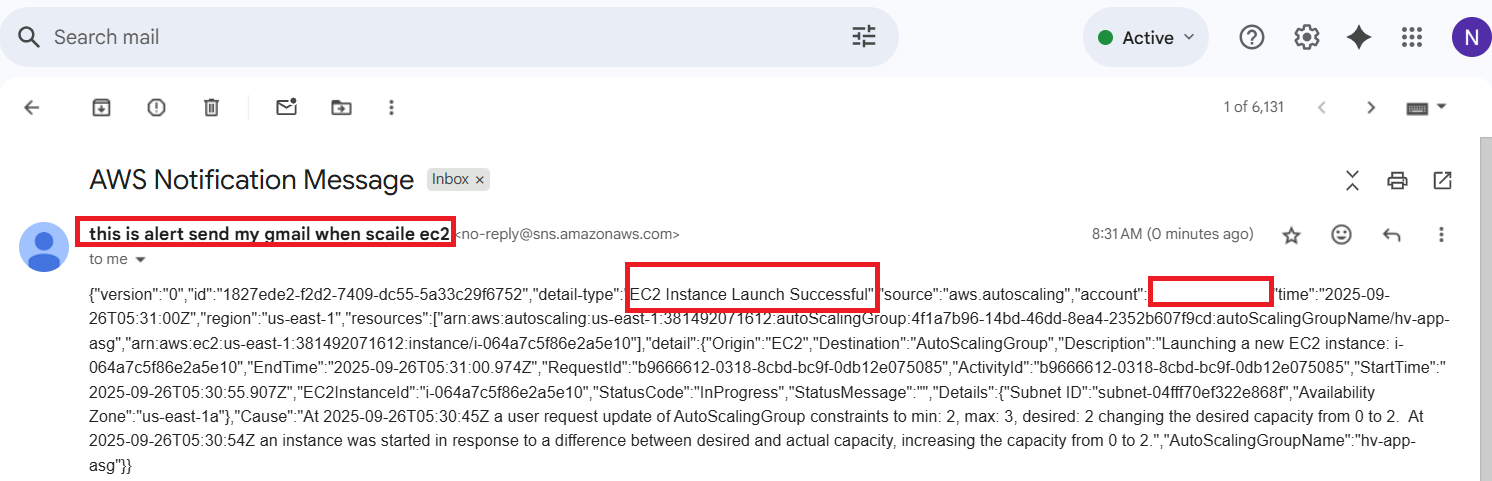 Search mail
Active
N
1 of 6,131
AWS Notification Message Inbox ×
this is alert send my gmail when scaile ec2 <no-reply@sns.amazonaws.com>
8:31 AM (0 minutes ago)
to me
{"version":"0","id":"1827ede2-f2d2-7409-dc55-5a33c29f6752","detail-type":"EC2 Instance Launch Successful","source":"aws.autoscaling","account":"time":"2025-09-
26T05:31:00Z","region":"us-east-1","resources":["arn:aws:autoscaling:us-east-1:381492071612:autoScalingGroup:4f1a7b96-14bd-46dd-8ea4-2352b607f9cd:autoScalingGroupName/hv-app-
asg","arn:aws:ec2:us-east-1:381492071612:instance/i-064a7c5f86e2a5e10"],"detail":{"Origin":"EC2","Destination":"AutoScalingGroup","Description":"Launching a new EC2 instance: i-
064a7c5f86e2a5e10","EndTime":"2025-09-26T05:31:00.974Z","RequestId":"b9666612-0318-8cbd-bc9f-0db12e075085","ActivityId":"b9666612-0318-8cbd-bc9f-0db12e075085","StartTime":"
2025-09-26T05:30:55.907Z","EC2InstanceId":"i-064a7c5f86e2a5e10","StatusCode":"InProgress","StatusMessage":"","Details":{"Subnet ID":"subnet-04fff70ef322e868f","Availability
Zone":"us-east-1a"},"Cause":"At 2025-09-26T05:30:45Z a user request update of AutoScalingGroup constraints to min: 2, max: 3, desired: 2 changing the desired capacity from 0 to 2.  At
2025-09-26T05:30:54Z an instance was started in response to a difference between desired and actual capacity, increasing the capacity from 0 to 2.","AutoScalingGroupName":"hv-app-
asg"}}